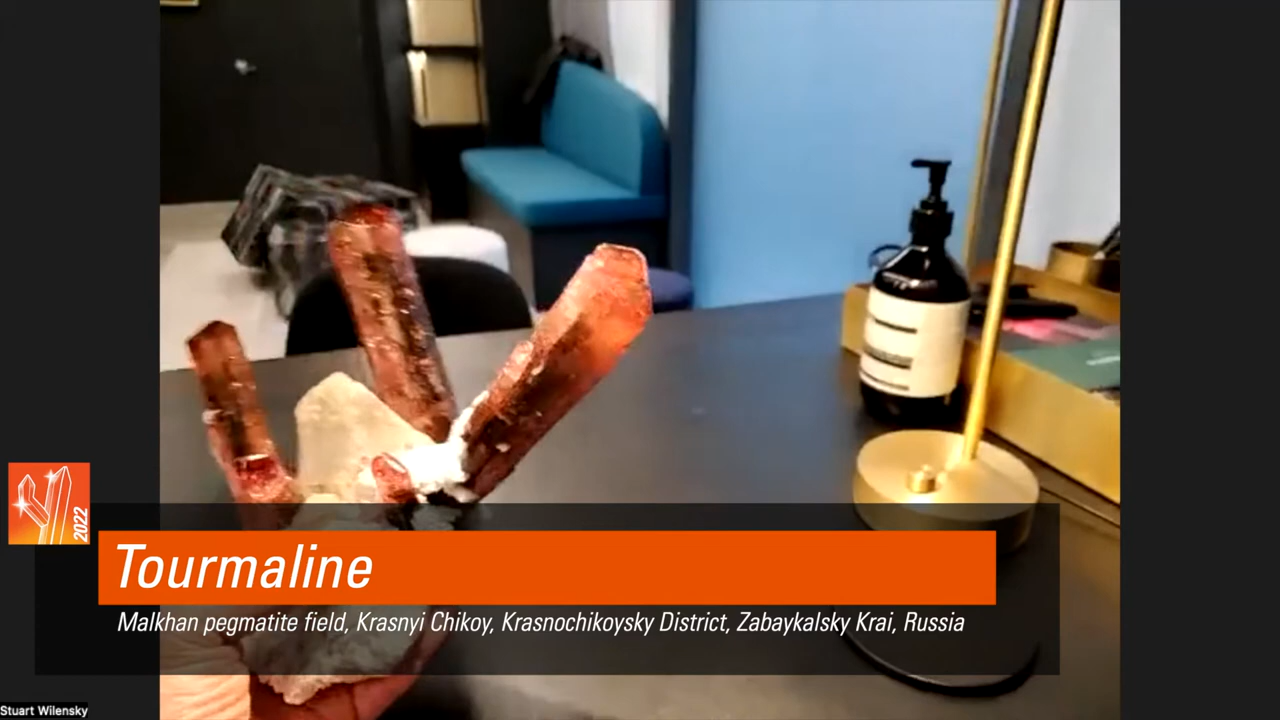 2022
Tourmaline
Malkhan pegmatite field, Krasnyi Chikoy, Krasnochikoysky District, Zabaykalsky Krai, Russia
Stuart Wilensky